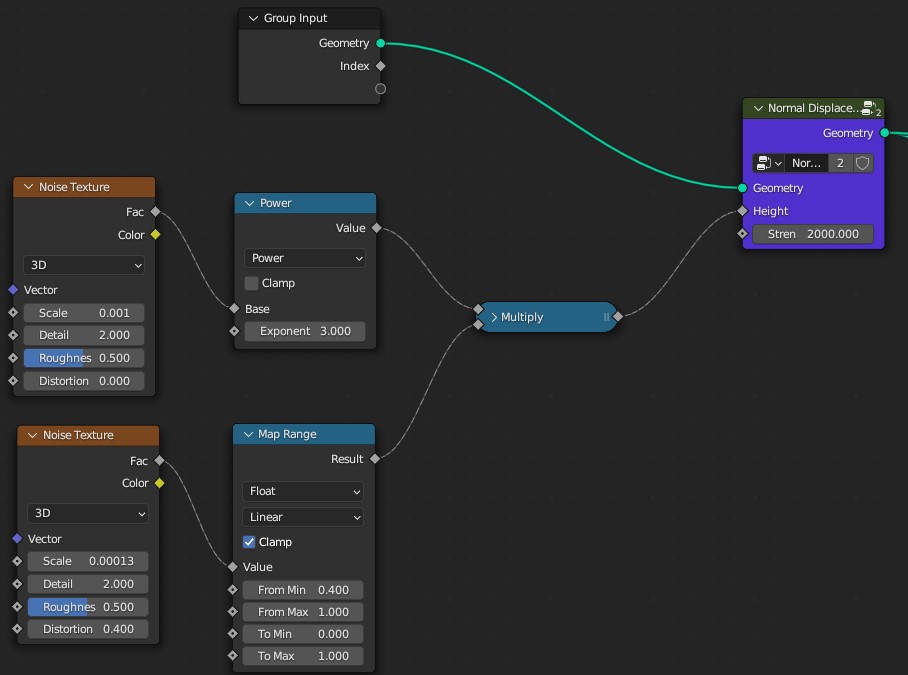 Group Input
Geometry
Index
Normal Displace...
2
Geometry
Nor...
2
Geometry
Height
Stren 2000.000
Noise Texture
Fac
Color
3D
Vector
Scale 0.001
Detail 2.000
Roughnes 0.500
Distortion 0.000
Power
Value
Power
Clamp
Base
Exponent 3.000
Multiply
Noise Texture
Fac
Color
3D
Vector
Scale 0.00013
Detail 2.000
Roughnes 0.500
Distortion 0.400
Map Range
Result
Float
Linear
Clamp
Value
From Min 0.400
From Max 1.000
To Min 0.000
To Max 1.000